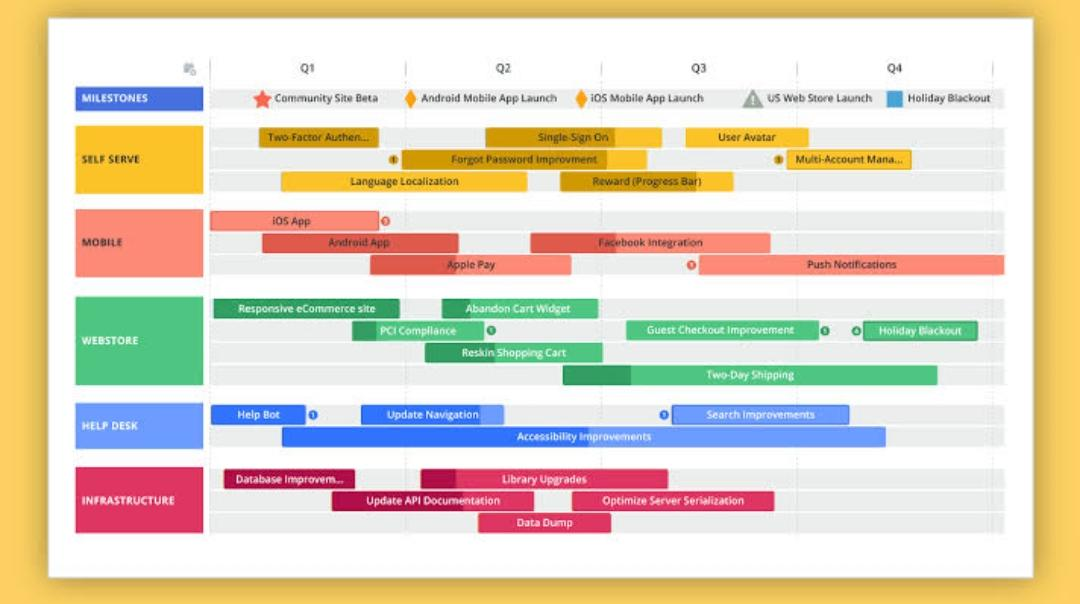 Q1 Q2 Q3 Q4
MILESTONES Community Site Beta Android Mobile App Launch iOS Mobile App Launch US Web Store Launch Holiday Blackout
SELF SERVE
Two-Factor Authen... Single-Sign On User Avatar
Forgot Password Improvment Multi-Account Mana...
Language Localization Reward (Progress Bar)
MOBILE
iOS App
Android App Facebook Integration
Apple Pay Push Notifications
WEBSTORE
Responsive eCommerce site Abandon Cart Widget
PCI Compliance Guest Checkout Improvement Holiday Blackout
Reskin Shopping Cart
Two-Day Shipping
HELP DESK
Help Bot Update Navigation Search Improvements
Accessibility Improvements
INFRASTRUCTURE
Database Improvem... Library Upgrades
Update API Documentation Optimize Server Serialization
Data Dump